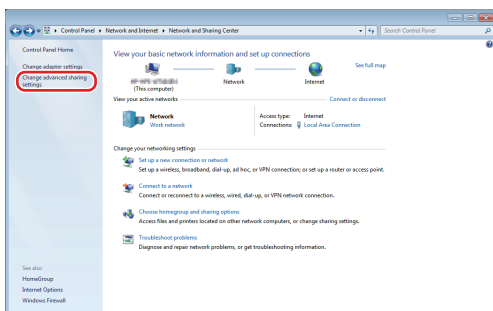 Control Panel ▸ Network and Internet ▸ Network and Sharing Center
Search Control Panel
Control Panel Home
Change adapter settings
Change advanced sharing
settings
See also
HomeGroup
Internet Options
Windows Firewall
View your basic network information and set up connections
See full map
(This computer)
Network
Internet
View your active networks
Connect or disconnect
Network
Work network
Access type: Internet
Connections: Local Area Connection
Change your networking settings
Set up a new connection or network
Set up a wireless, broadband, dial-up, ad hoc, or VPN connection; or set up a router or access point.
Connect to a network
Connect or reconnect to a wireless, wired, dial-up, or VPN network connection.
Choose homegroup and sharing options
Access files and printers located on other network computers, or change sharing settings.
Troubleshoot problems
Diagnose and repair network problems, or get troubleshooting information.